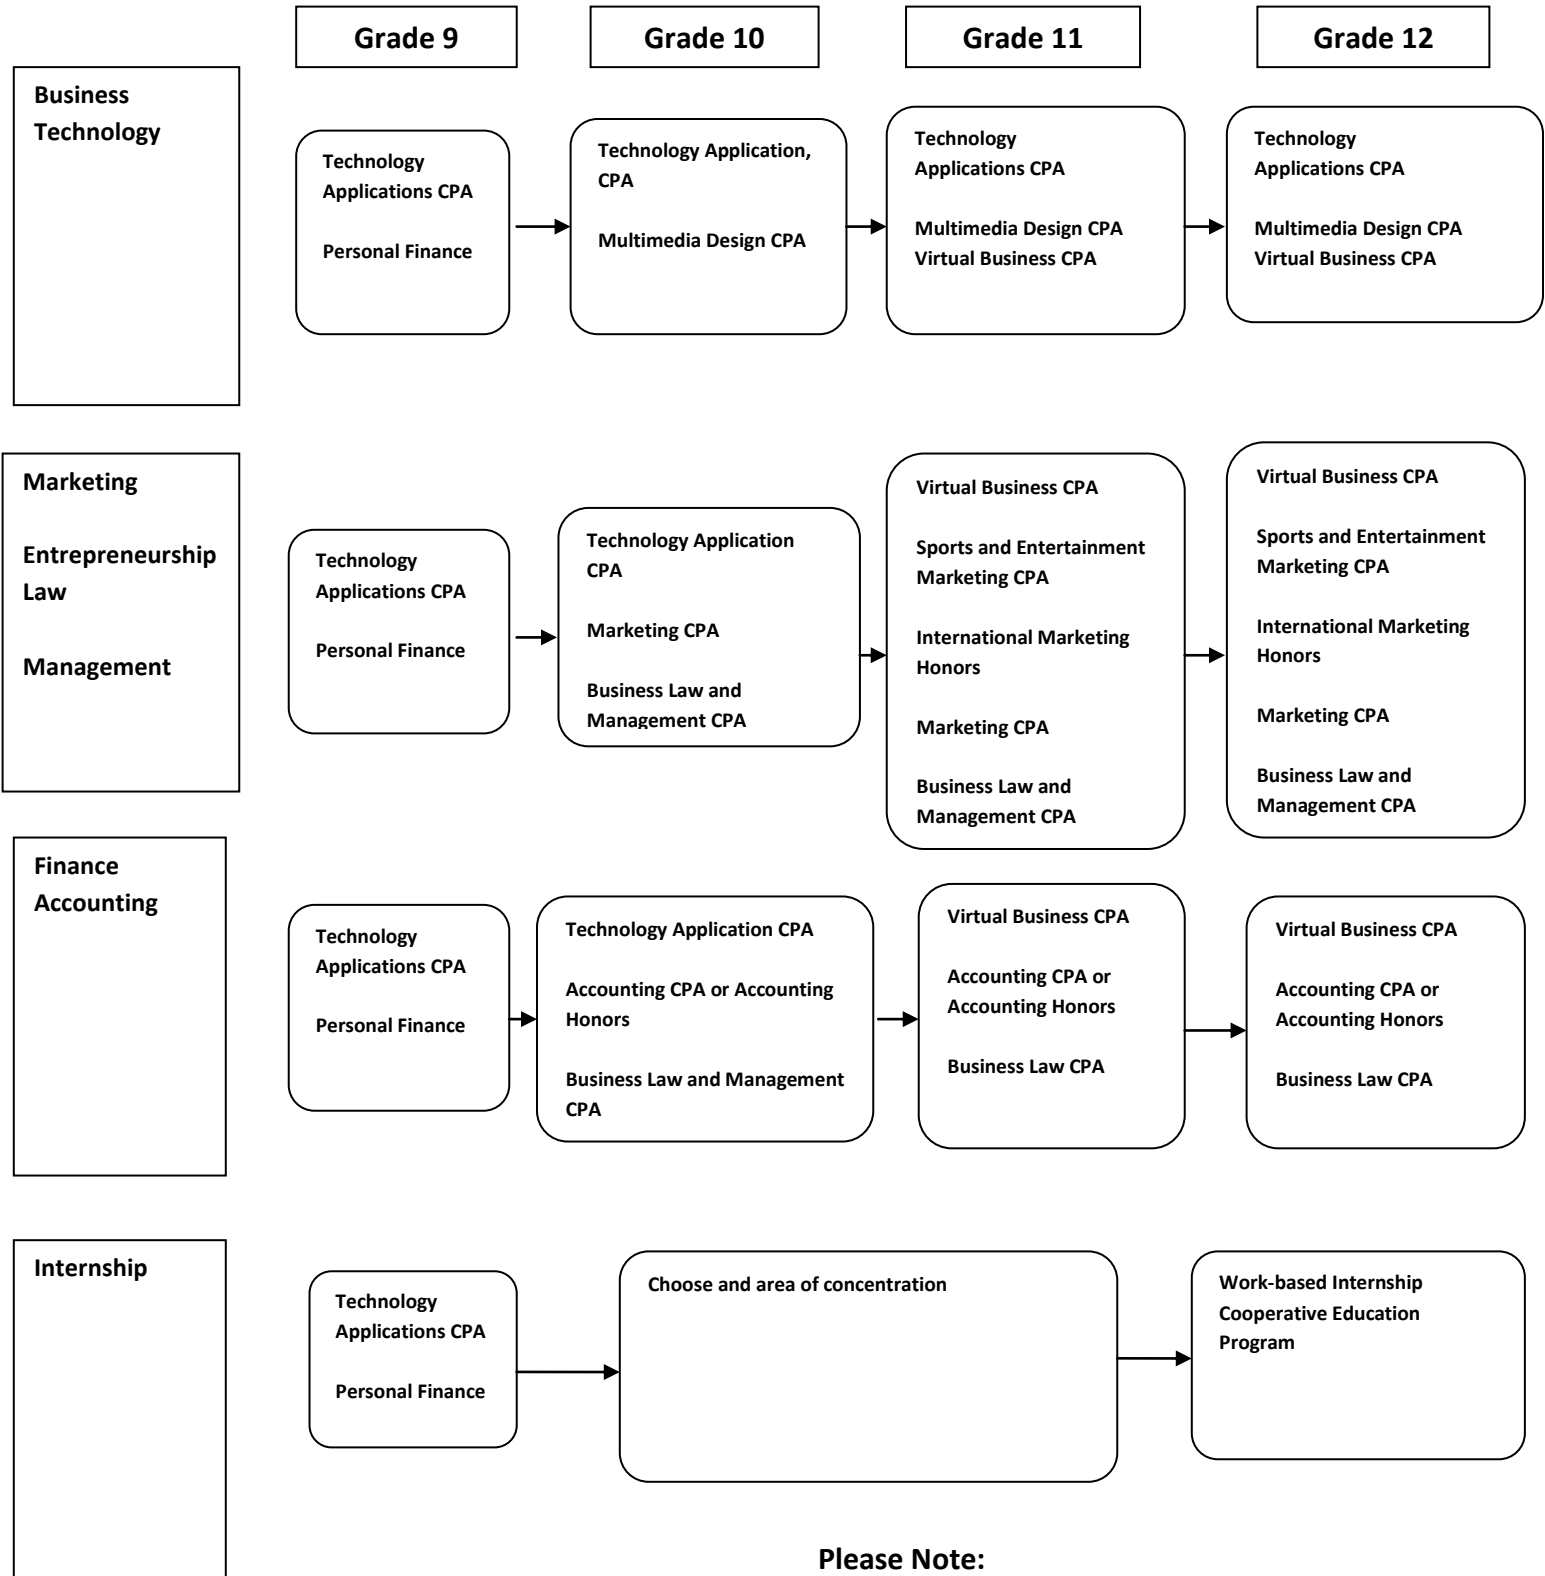 Grade 9
Grade 10
Grade 11
Grade 12
Business
Technology
Technology
Applications CPA
Personal Finance
Technology Application,
CPA
Multimedia Design CPA
Technology
Applications CPA
Multimedia Design CPA
Virtual Business CPA
Technology
Applications CPA
Multimedia Design CPA
Virtual Business CPA
Marketing
Entrepreneurship
Law
Management
Technology
Applications CPA
Personal Finance
Technology Application
CPA
Marketing CPA
Business Law and
Management CPA
Virtual Business CPA
Sports and Entertainment
Marketing CPA
International Marketing
Honors
Marketing CPA
Business Law and
Management CPA
Virtual Business CPA
Sports and Entertainment
Marketing CPA
International Marketing
Honors
Marketing CPA
Business Law and
Management CPA
Finance
Accounting
Technology
Applications CPA
Personal Finance
Technology Application CPA
Accounting CPA or Accounting
Honors
Business Law and Management
CPA
Virtual Business CPA
Accounting CPA or
Accounting Honors
Business Law CPA
Virtual Business CPA
Accounting CPA or
Accounting Honors
Business Law CPA
Internship
Technology
Applications CPA
Personal Finance
Choose and area of concentration
Work-based Internship
Cooperative Education
Program
Please Note: